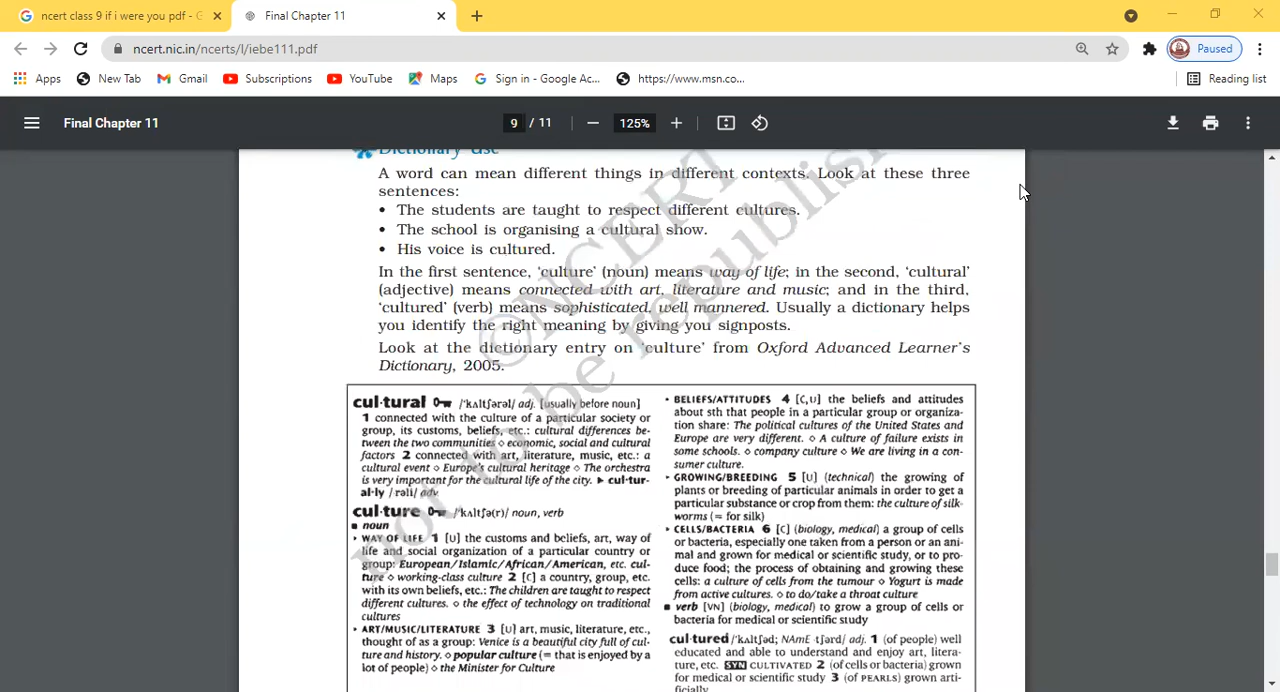 ncert class 9 if i were you pdf - G
Final Chapter 11
ncert.nic.in/ncerts/l/iebe111.pdf
Paused
Apps
New Tab
Gmail
Subscriptions
YouTube
Maps
Sign in - Google Ac...
https://www.msn.co...
Reading list
Final Chapter 11
9 / 11
125%
Dictionary Use
A word can mean different things in different contexts. Look at these three
sentences:
• The students are taught to respect different cultures.
• The school is organising a cultural show.
• His voice is cultured.
In the first sentence, ‘culture’ (noun) means way of life; in the second, ‘cultural’
(adjective) means connected with art, literature and music; and in the third,
‘cultured’ (verb) means sophisticated, well mannered. Usually a dictionary helps
you identify the right meaning by giving you signposts.
Look at the dictionary entry on ‘culture’ from Oxford Advanced Learner’s
Dictionary, 2005.
cul·tural /ˈkʌltʃərəl/ adj. [usually before noun]
1 connected with the culture of a particular society or
group, its customs, beliefs, etc.: cultural differences be-
tween the two communities ◇ economic, social and cultural
factors 2 connected with art, literature, music, etc.: a
cultural event ◇ Europe's cultural heritage ◇ The orchestra
is very important for the cultural life of the city. ▶ cul·tur-
al·ly /rəli/ adv
cul·ture /ˈkʌltʃə(r)/ noun, verb
■ noun
▸ WAY OF LIFE 1 [U] the customs and beliefs, art, way of
life and social organization of a particular country or
group: European/Islamic/African/American, etc. cul-
ture ◇ working-class culture 2 [C] a country, group, etc.
with its own beliefs, etc.: The children are taught to respect
different cultures. ◇ the effect of technology on traditional
cultures
▸ ART/MUSIC/LITERATURE 3 [U] art, music, literature, etc.,
thought of as a group: Venice is a beautiful city full of cul-
ture and history. ◇ popular culture (= that is enjoyed by a
lot of people) ◇ the Minister for Culture
▸ BELIEFS/ATTITUDES 4 [C,U] the beliefs and attitudes
about sth that people in a particular group or organiza-
tion share: The political cultures of the United States and
Europe are very different. ◇ A culture of failure exists in
some schools. ◇ company culture ◇ We are living in a con-
sumer culture.
▸ GROWING/BREEDING 5 [U] (technical) the growing of
plants or breeding of particular animals in order to get a
particular substance or crop from them: the culture of silk-
worms (= for silk)
▸ CELLS/BACTERIA 6 [C] (biology, medical) a group of cells
or bacteria, especially one taken from a person or an ani-
mal and grown for medical or scientific study, or to pro-
duce food; the process of obtaining and growing these
cells: a culture of cells from the tumour ◇ Yogurt is made
from active cultures. ◇ to do/take a throat culture
■ verb [VN] (biology, medical) to grow a group of cells or
bacteria for medical or scientific study
cul·tured /ˈkʌltʃəd; NAmE -tʃərd/ adj. 1 (of people) well
educated and able to understand and enjoy art, litera-
ture, etc. SYN CULTIVATED 2 (of cells or bacteria) grown
for medical or scientific study 3 (of PEARLS) grown arti-
ficially
©NCERT
not to be republish